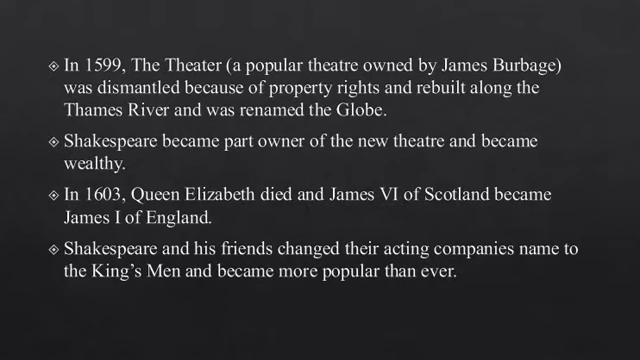 In 1599, The Theater (a popular theatre owned by James Burbage)
was dismantled because of property rights and rebuilt along the
Thames River and was renamed the Globe.
Shakespeare became part owner of the new theatre and became
wealthy.
In 1603, Queen Elizabeth died and James VI of Scotland became
James I of England.
Shakespeare and his friends changed their acting companies name to
the King’s Men and became more popular than ever.